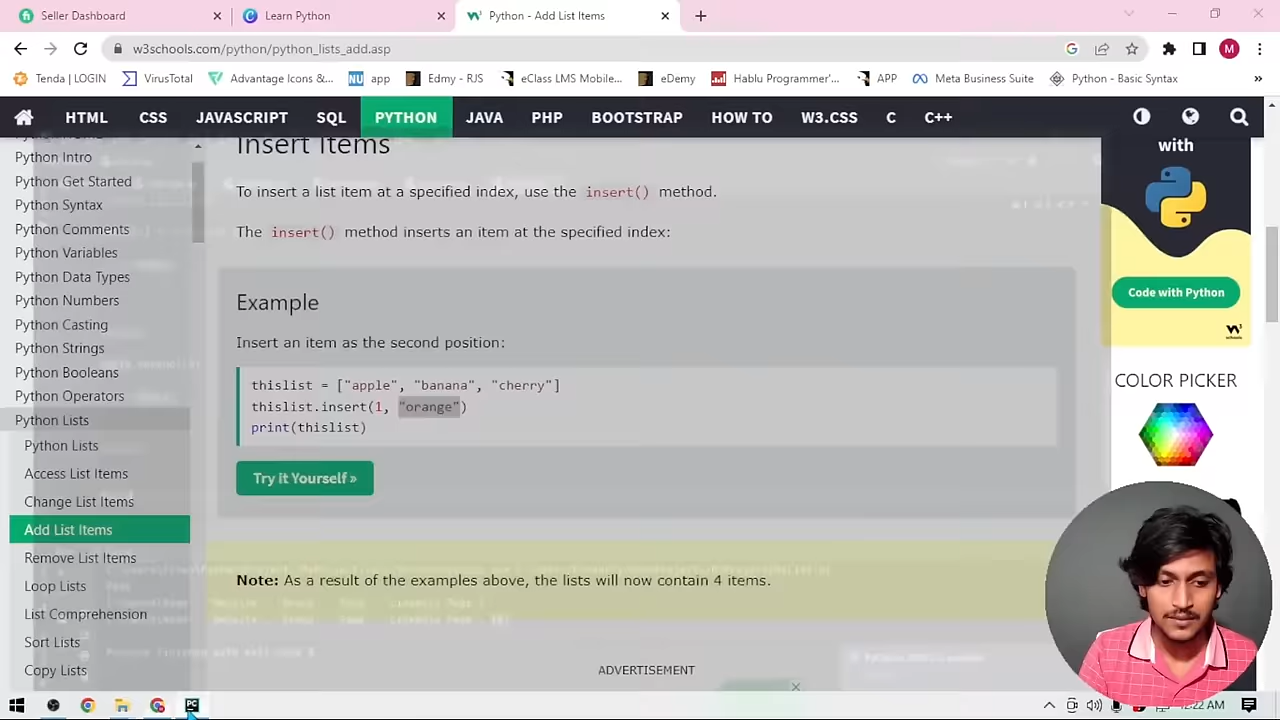 Seller Dashboard
Learn Python
Python - Add List Items
w3schools.com/python/python_lists_add.asp
M
Tenda | LOGIN
VirusTotal
Advantage Icons &...
NU app
Edmy - RJS
eClass LMS Mobile...
eDemy
Hablu Programmer'...
APP
Meta Business Suite
Python - Basic Syntax
»
HTML
CSS
JAVASCRIPT
SQL
PYTHON
JAVA
PHP
BOOTSTRAP
HOW TO
W3.CSS
C
C++
Python Intro
Python Get Started
Python Syntax
Python Comments
Python Variables
Python Data Types
Python Numbers
Python Casting
Python Strings
Python Booleans
Python Operators
Python Lists
Python Lists
Access List Items
Change List Items
Add List Items
Remove List Items
Loop Lists
List Comprehension
Sort Lists
Copy Lists
Insert Items
To insert a list item at a specified index, use the insert() method.
The insert() method inserts an item at the specified index:
Example
Insert an item as the second position:
thislist = ["apple", "banana", "cherry"]
thislist.insert(1, "orange")
print(thislist)
Try it Yourself »
Note: As a result of the examples above, the lists will now contain 4 items.
ADVERTISEMENT
with
Code with Python
W3
schools
COLOR PICKER
PC
:22 AM